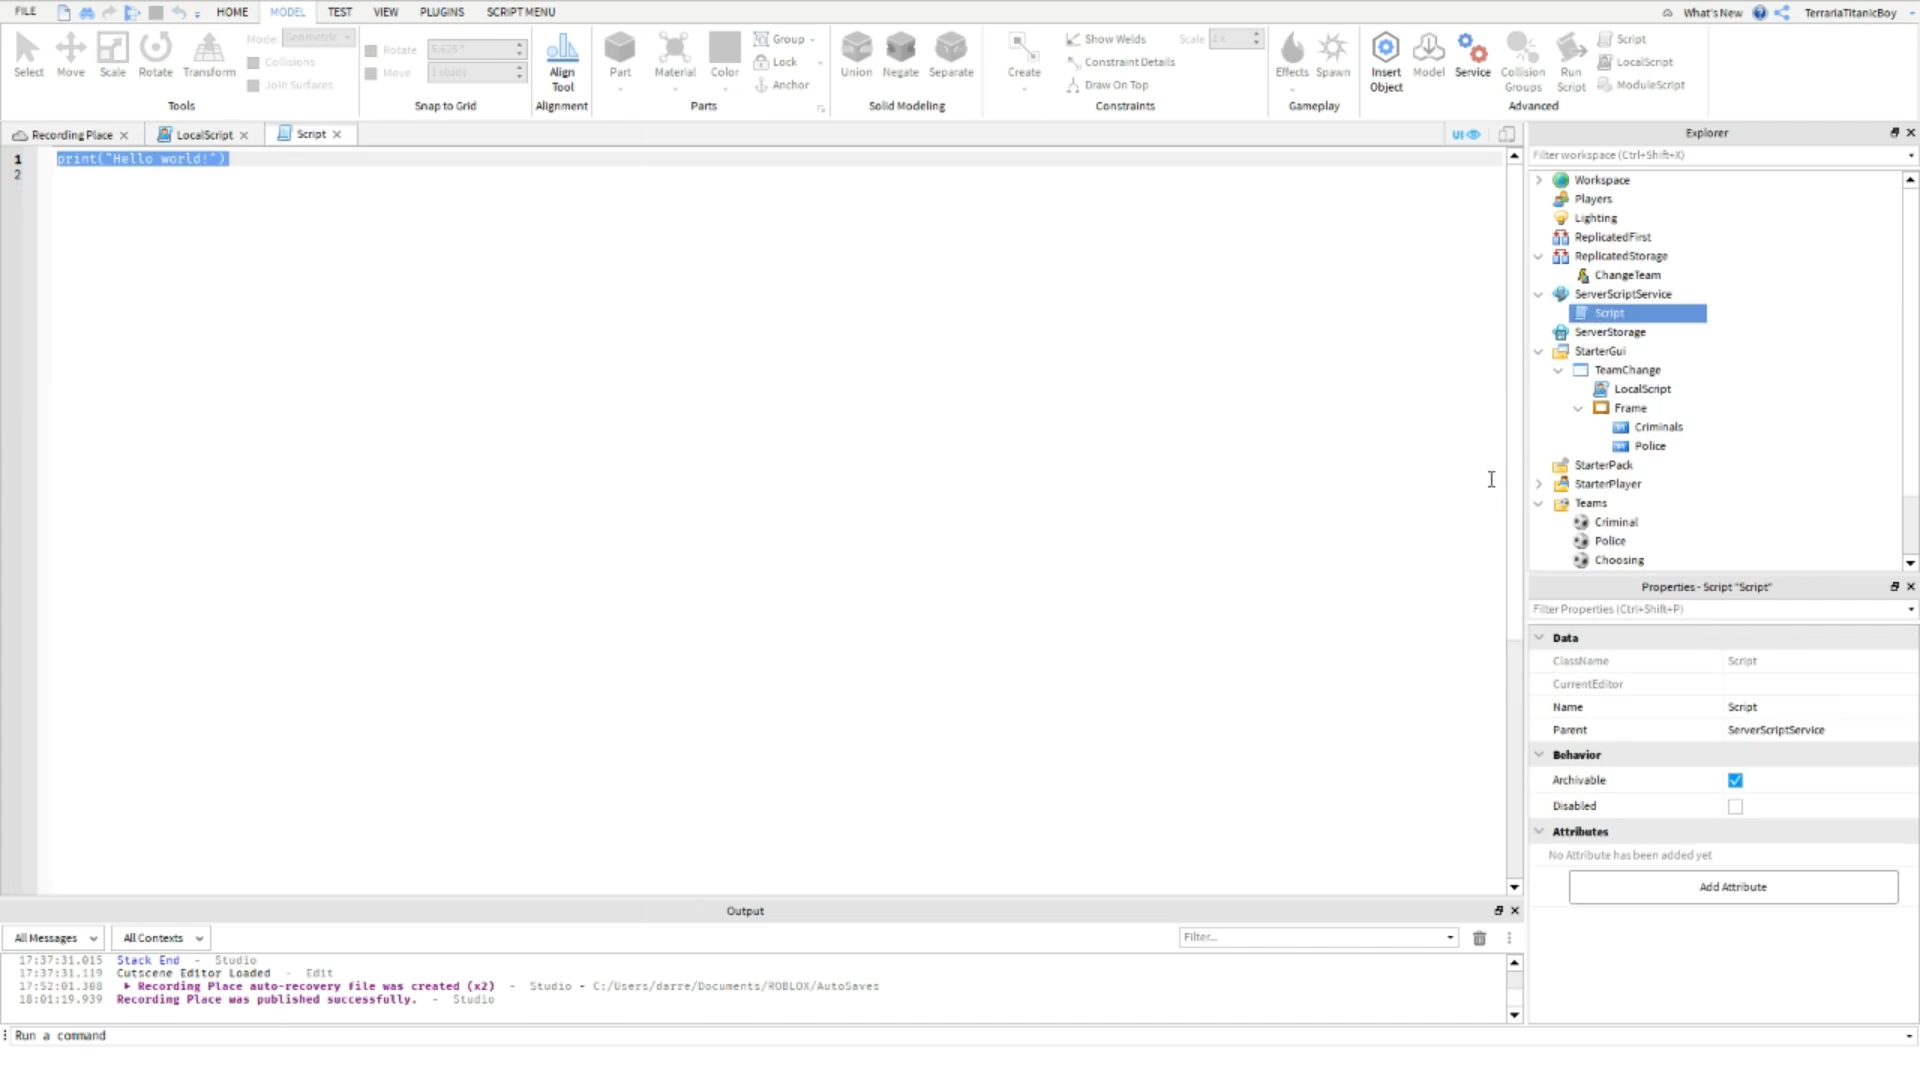 FILE HOME MODEL TEST VIEW PLUGINS SCRIPT MENU What's New TerrariaTitanicBoy
Select Move Scale Rotate Transform
Mode: Geometric
Collisions
Join Surfaces
Tools
Rotate 5.625°
Move 1 studs
Snap to Grid
Align Tool
Alignment
Part Material Color
Group
Lock
Anchor
Parts
Union Negate Separate
Solid Modeling
Create
Show Welds Scale 1 x
Constraint Details
Draw On Top
Constraints
Effects Spawn
Gameplay
Insert Object Model Service Collision Groups Run Script
Script
LocalScript
ModuleScript
Advanced
Recording Place LocalScript Script UI
1 print("Hello world!")
2
Explorer
Filter workspace (Ctrl+Shift+X)
Workspace
Players
Lighting
ReplicatedFirst
ReplicatedStorage
ChangeTeam
ServerScriptService
Script
ServerStorage
StarterGui
TeamChange
LocalScript
Frame
Criminals
Police
StarterPack
StarterPlayer
Teams
Criminal
Police
Choosing
Properties - Script "Script"
Filter Properties (Ctrl+Shift+P)
Data
ClassName Script
CurrentEditor
Name Script
Parent ServerScriptService
Behavior
Archivable
Disabled
Attributes
No Attribute has been added yet
Add Attribute
Output
All Messages All Contexts Filter...
17:37:31.015 Stack End - Studio
17:37:31.119 Cutscene Editor Loaded - Edit
17:52:01.308 Recording Place auto-recovery file was created (x2) - Studio - C:/Users/darre/Documents/ROBLOX/AutoSaves
18:01:19.939 Recording Place was published successfully. - Studio
Run a command